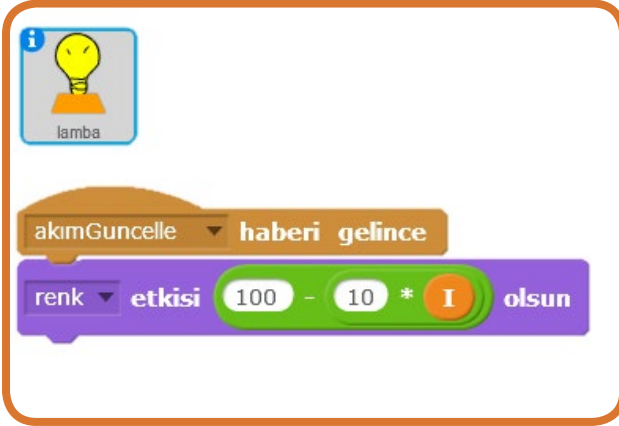 i
lamba
akımGuncelle haberi gelince
renk etkisi 100 - 10 * I olsun